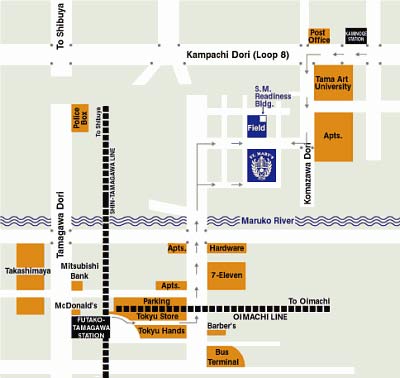 To Shibuya
Post
Office
KAMINOGE
STATION
Kampachi Dori (Loop 8)
Tama Art
University
S.M.
Readiness
Bldg.
Police
Box
To Shibuya
Field
Apts.
ST. MARY'S
SHIN-TAMAGAWA LINE
Komazawa Dori
Tamagawa Dori
Maruko River
Apts.
Hardware
Takashimaya
Mitsubishi
Bank
7-Eleven
Apts.
McDonald's
Parking
To Oimachi
FUTAKO-
TAMAGAWA
STATION
Tokyu Store
OIMACHI LINE
Tokyu Hands
Barber's
Bus
Terminal